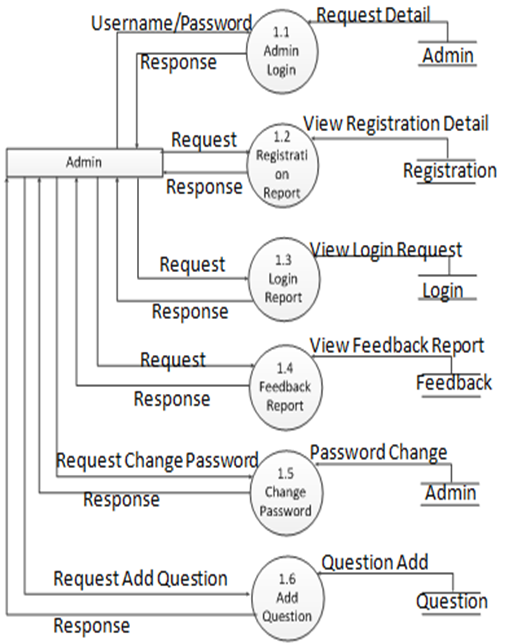 Username/Password
1.1
Admin
Login
Request Detail
Admin
Response
Admin
Request
Response
1.2
Registrati
on
Report
View Registration Detail
Registration
Request
Response
1.3
Login
Report
View Login Request
Login
Request
Response
1.4
Feedback
Report
View Feedback Report
Feedback
Request Change Password
Response
1.5
Change
Password
Password Change
Admin
Request Add Question
Response
1.6
Add
Question
Question Add
Question